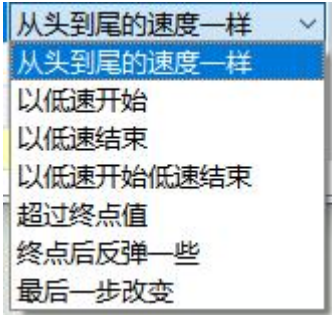 从头到尾的速度一样
从头到尾的速度一样
以低速开始
以低速结束
以低速开始低速结束
超过终点值
终点后反弹一些
最后一步改变